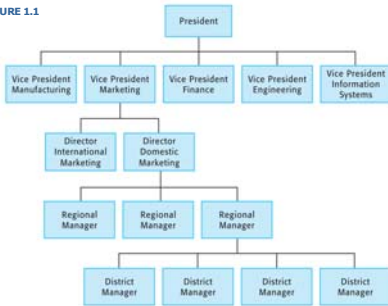 URE 1.1
President
Vice President
Manufacturing
Vice President
Marketing
Vice President
Finance
Vice President
Engineering
Vice President
Information
Systems
Director
International
Marketing
Director
Domestic
Marketing
Regional
Manager
Regional
Manager
Regional
Manager
District
Manager
District
Manager
District
Manager
District
Manager